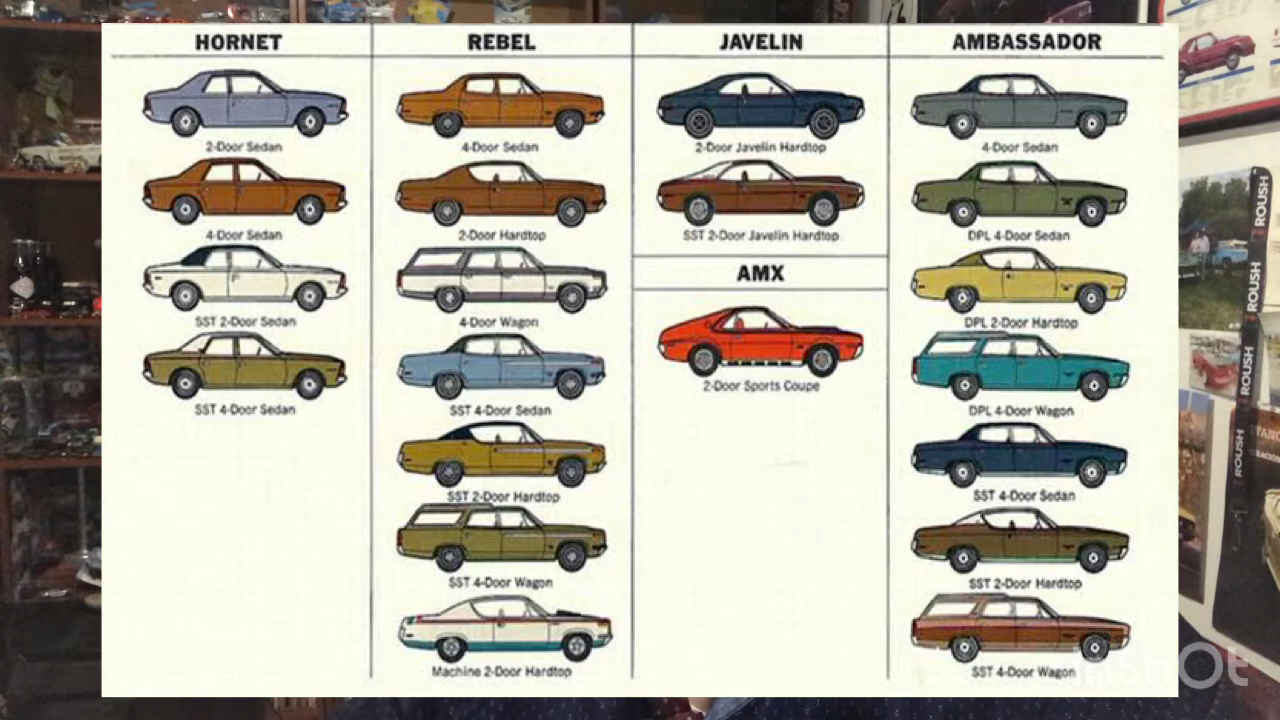 HORNET
2-Door Sedan
4-Door Sedan
SST 2-Door Sedan
SST 4-Door Sedan
REBEL
4-Door Sedan
2-Door Hardtop
4-Door Wagon
SST 4-Door Sedan
SST 2-Door Hardtop
SST 4-Door Wagon
Machine 2-Door Hardtop
JAVELIN
2-Door Javelin Hardtop
SST 2-Door Javelin Hardtop
AMX
2-Door Sports Coupe
AMBASSADOR
4-Door Sedan
DPL 4-Door Sedan
DPL 2-Door Hardtop
DPL 4-Door Wagon
SST 4-Door Sedan
SST 2-Door Hardtop
SST 4-Door Wagon
ROUSH
ROUSH
ROUSH
ROUSH
InShOt